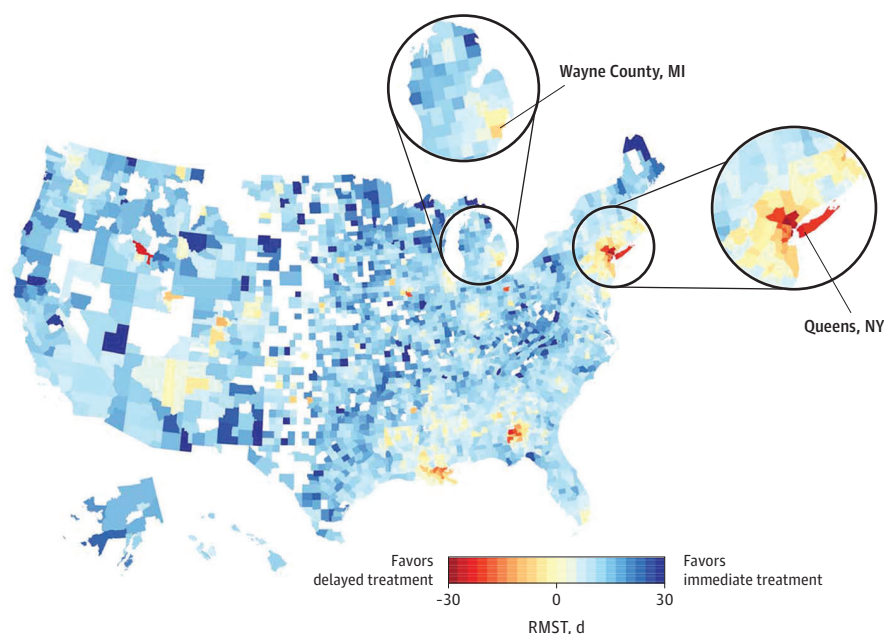 Wayne County, MI
Queens, NY
Favors
delayed treatment
Favors
immediate treatment
-30
0
30
RMST, d